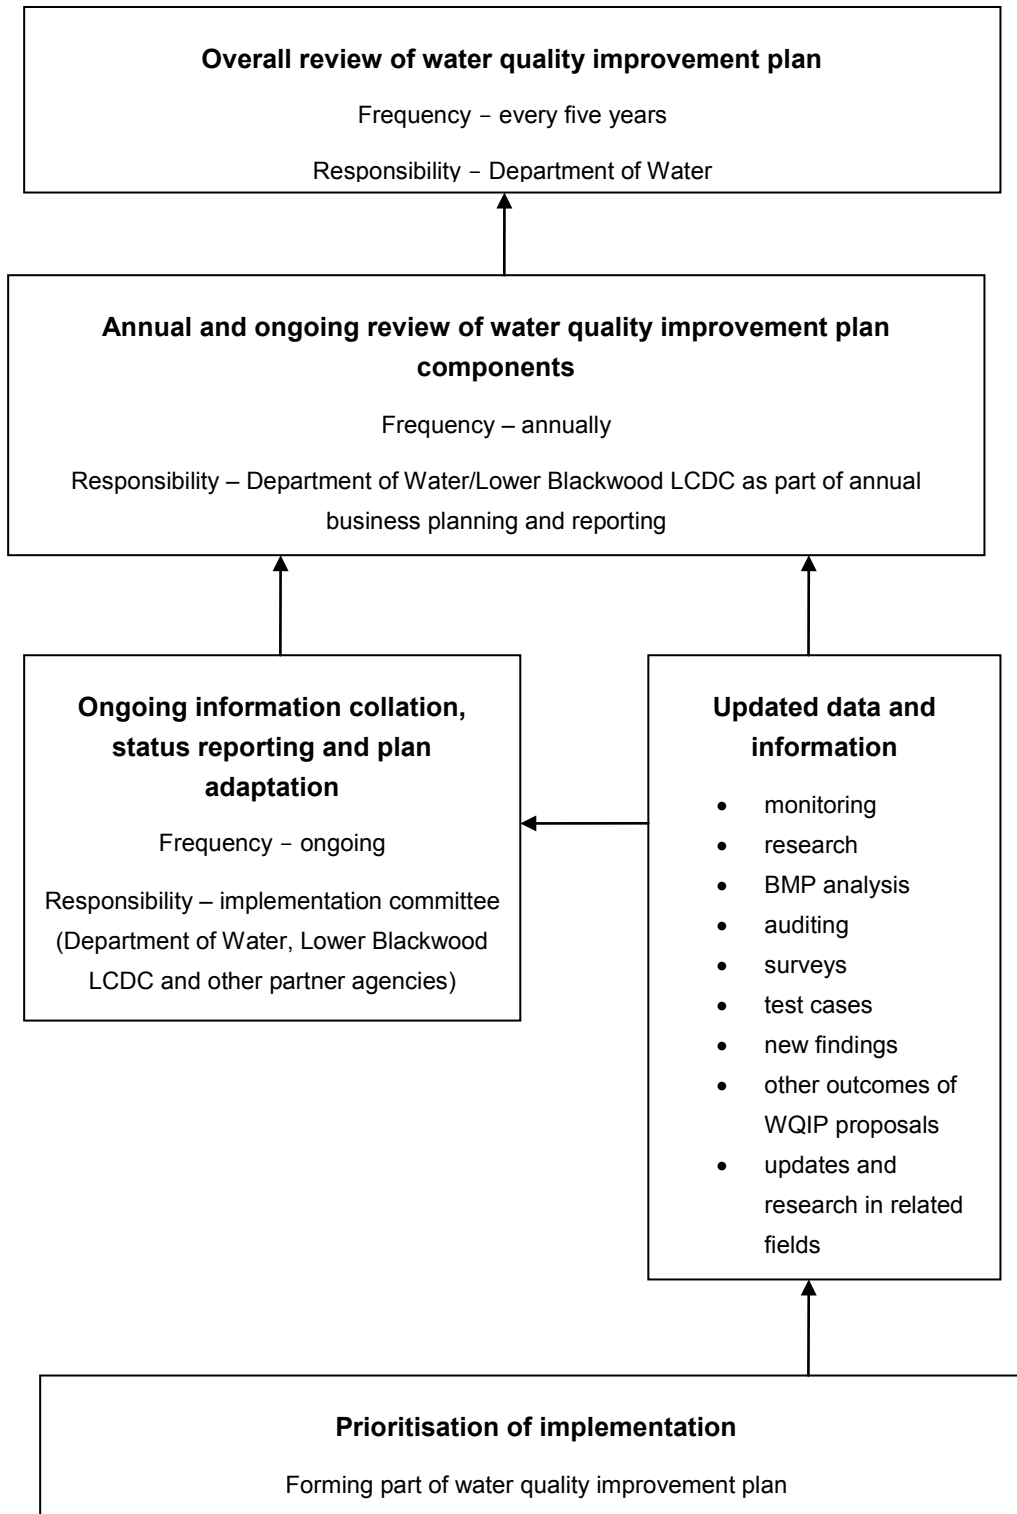 Overall review of water quality improvement plan
Frequency – every five years
Responsibility – Department of Water
Annual and ongoing review of water quality improvement plan
components
Frequency – annually
Responsibility – Department of Water/Lower Blackwood LCDC as part of annual
business planning and reporting
Ongoing information collation,
status reporting and plan
adaptation
Frequency – ongoing
Responsibility – implementation committee
(Department of Water, Lower Blackwood
LCDC and other partner agencies)
Updated data and
information
• monitoring
• research
• BMP analysis
• auditing
• surveys
• test cases
• new findings
• other outcomes of
WQIP proposals
• updates and
research in related
fields
Prioritisation of implementation
Forming part of water quality improvement plan